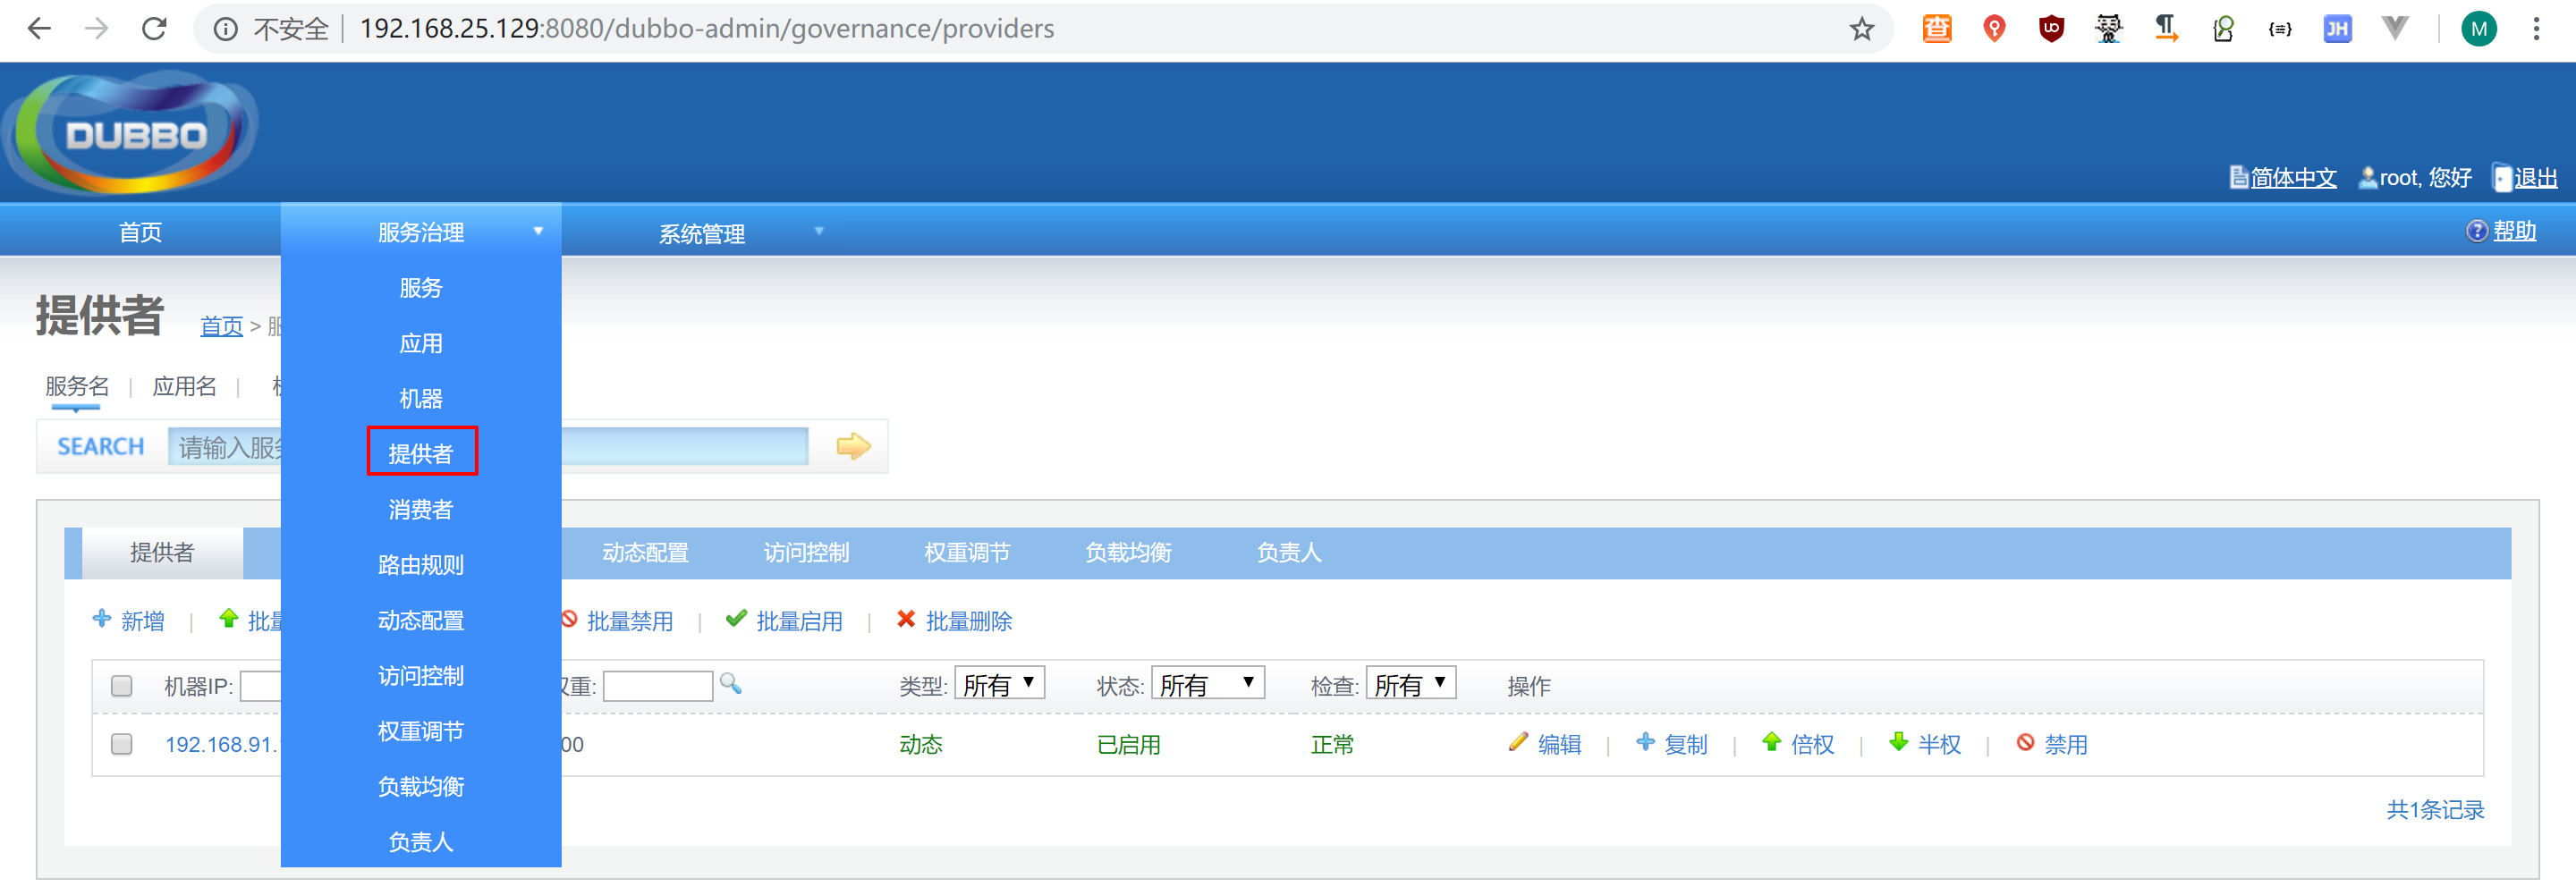 不安全 192.168.25.129:8080/dubbo-admin/governance/providers
查 uo {≡} JH M
DUBBO
简体中文 root, 您好 退出
首页 服务治理 系统管理 帮助
服务
应用
机器
提供者
消费者
路由规则
动态配置
访问控制
权重调节
负载均衡
负责人
提供者 首页 >
服务名 | 应用名 |
SEARCH 请输入服
提供者 动态配置 访问控制 权重调节 负载均衡 负责人
新增 | 批量 批量禁用 | 批量启用 | 批量删除
机器IP: 权重: 类型: 所有 状态: 所有 检查: 所有 操作
192.168.91. 00 动态 已启用 正常 编辑 | 复制 | 倍权 | 半权 | 禁用
共1条记录